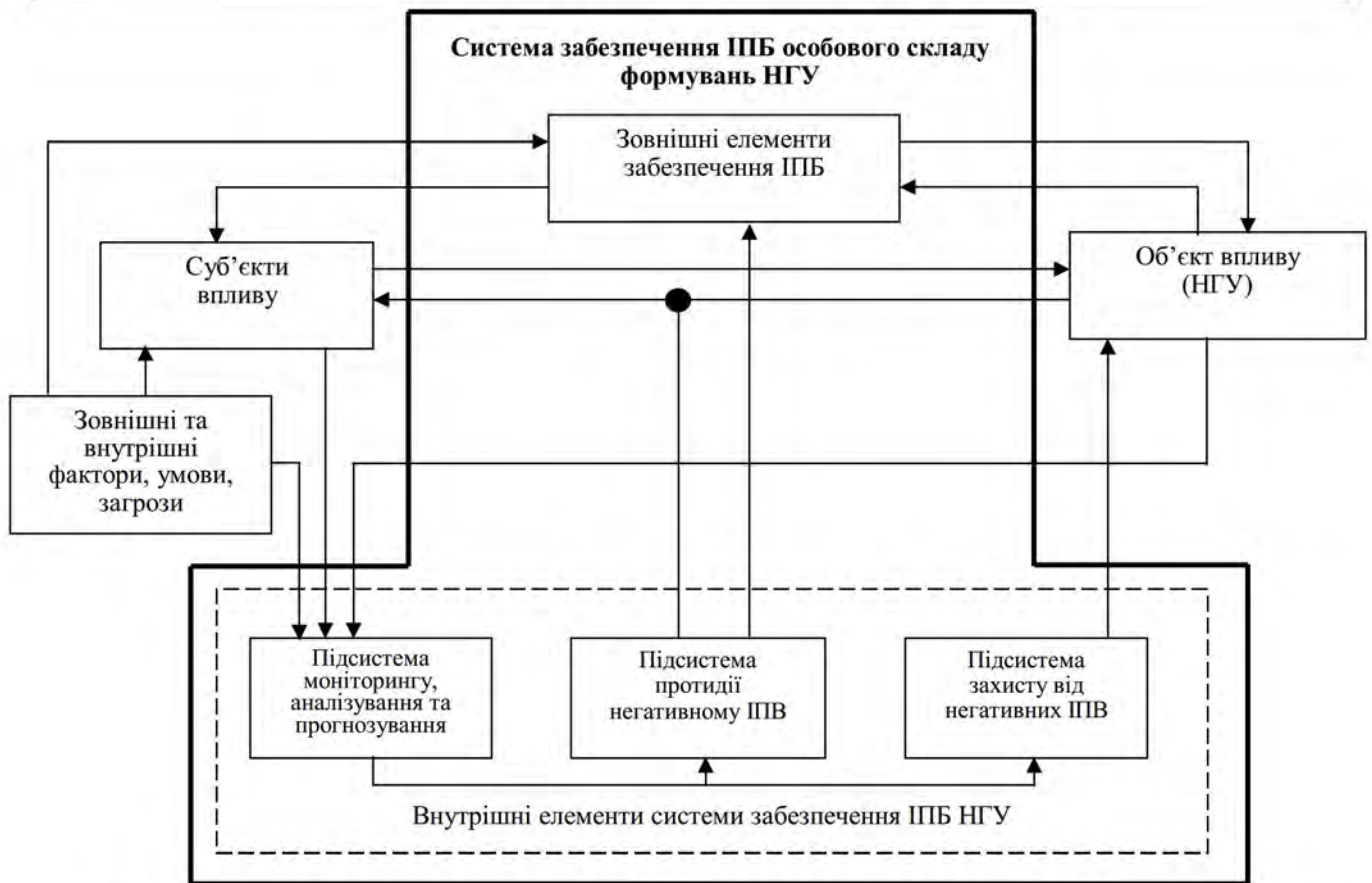 Система забезпечення ІПБ особового складу
формувань НГУ
Зовнішні елементи
забезпечення ІПБ
Суб’єкти
впливу
Об’єкт впливу
(НГУ)
Зовнішні та
внутрішні
фактори, умови,
загрози
Підсистема
моніторингу,
аналізування та
прогнозування
Підсистема
протидії
негативному ІПВ
Підсистема
захисту від
негативних ІПВ
Внутрішні елементи системи забезпечення ІПБ НГУ